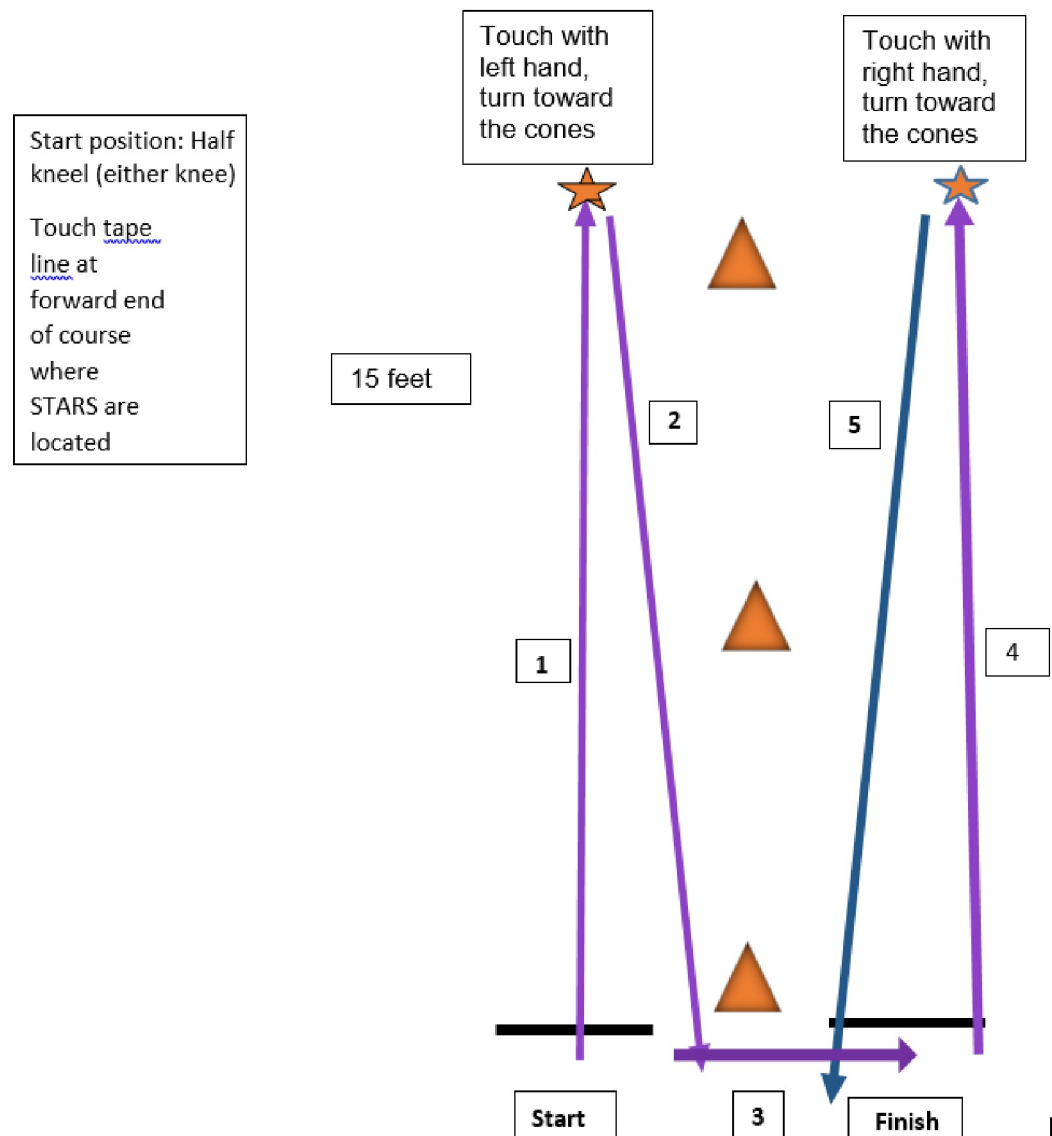 Touch with
left hand,
turn toward
the cones
Touch with
right hand,
turn toward
the cones
Start position: Half
kneel (either knee)
Touch tape
line at
forward end
of course
where
STARS are
located
15 feet
2
5
1
4
Start
3
Finish